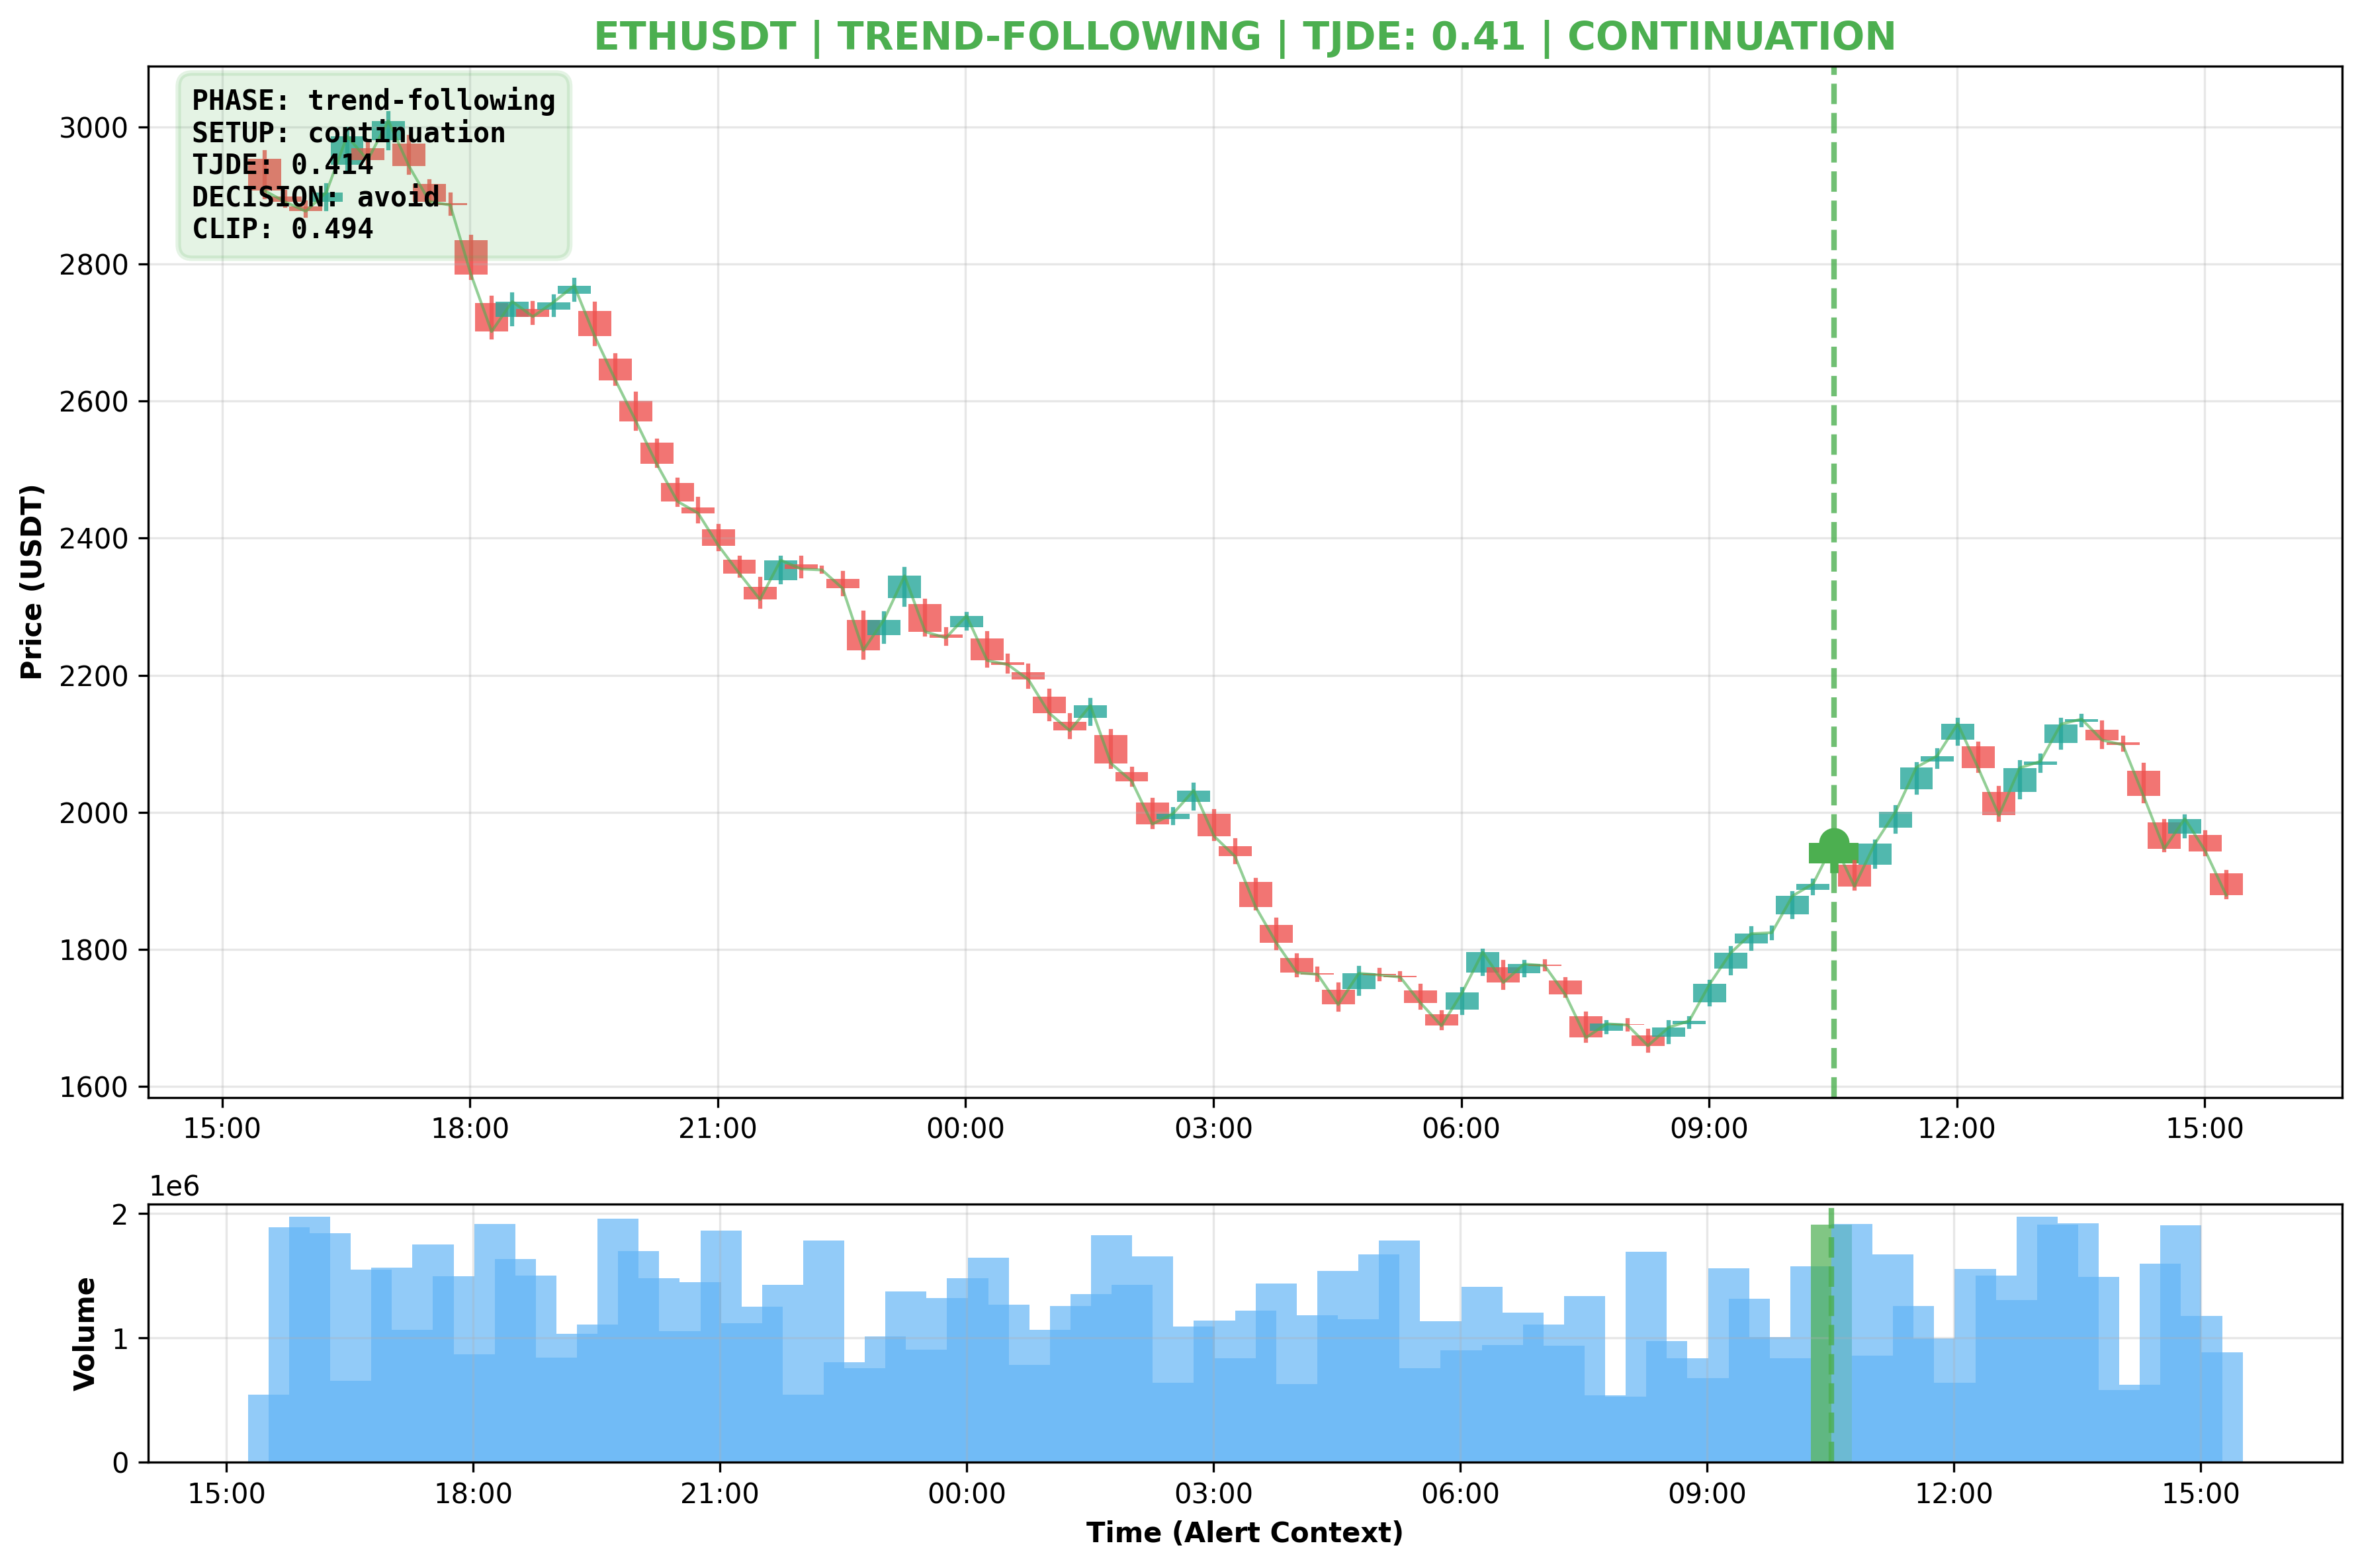 ETHUSDT | TREND-FOLLOWING | TJDE: 0.41 | CONTINUATION
PHASE: trend-following
SETUP: continuation
TJDE: 0.414
DECISION: avoid
CLIP: 0.494
Price (USDT)
3000
2800
2600
2400
2200
2000
1800
1600
15:00 18:00 21:00 00:00 03:00 06:00 09:00 12:00 15:00
1e6
Volume
2
1
0
15:00 18:00 21:00 00:00 03:00 06:00 09:00 12:00 15:00
Time (Alert Context)